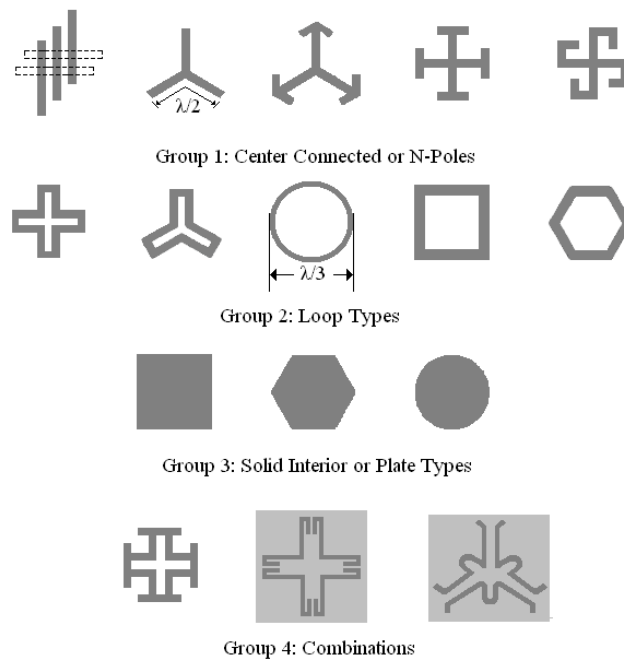 λ/2
Group 1: Center Connected or N-Poles
λ/3
Group 2: Loop Types
Group 3: Solid Interior or Plate Types
Group 4: Combinations